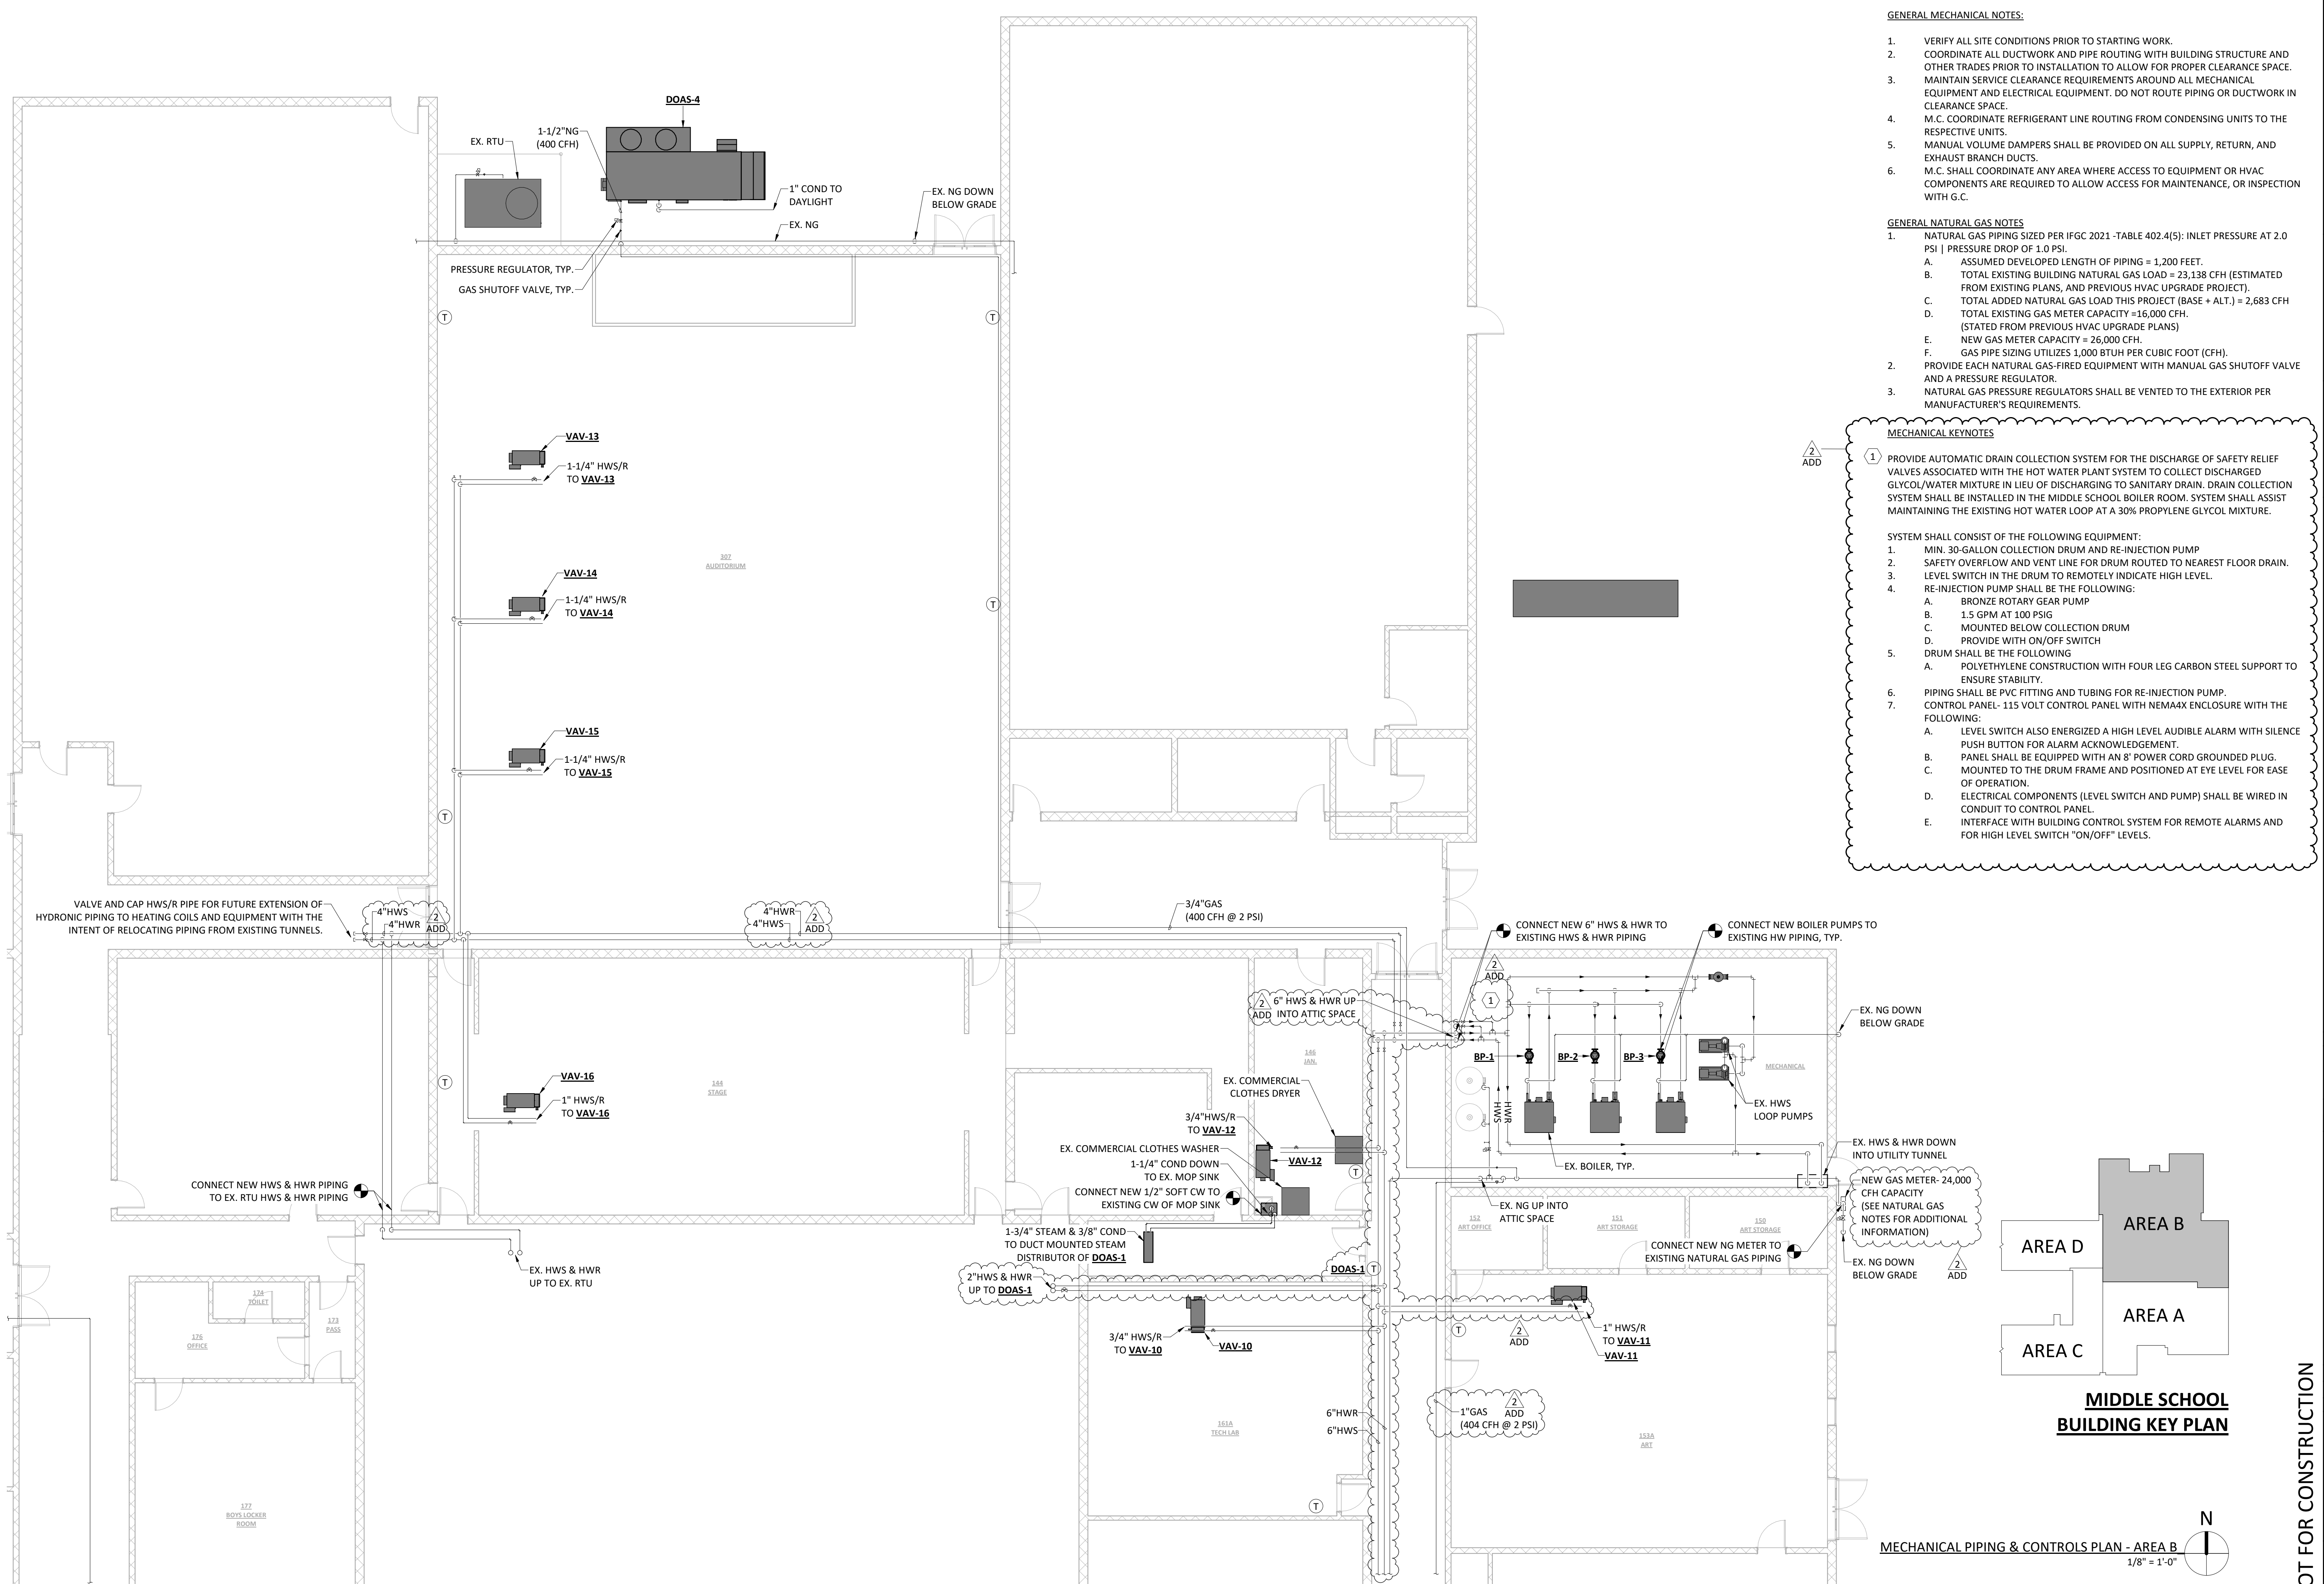 GENERAL MECHANICAL NOTES:
1. VERIFY ALL SITE CONDITIONS PRIOR TO STARTING WORK.
2. COORDINATE ALL DUCTWORK AND PIPE ROUTING WITH BUILDING STRUCTURE AND
OTHER TRADES PRIOR TO INSTALLATION TO ALLOW FOR PROPER CLEARANCE SPACE.
3. MAINTAIN SERVICE CLEARANCE REQUIREMENTS AROUND ALL MECHANICAL
EQUIPMENT AND ELECTRICAL EQUIPMENT. DO NOT ROUTE PIPING OR DUCTWORK IN
CLEARANCE SPACE.
4. M.C. COORDINATE REFRIGERANT LINE ROUTING FROM CONDENSING UNITS TO THE
RESPECTIVE UNITS.
5. MANUAL VOLUME DAMPERS SHALL BE PROVIDED ON ALL SUPPLY, RETURN, AND
EXHAUST BRANCH DUCTS.
6. M.C. SHALL COORDINATE ANY AREA WHERE ACCESS TO EQUIPMENT OR HVAC
COMPONENTS ARE REQUIRED TO ALLOW ACCESS FOR MAINTENANCE, OR INSPECTION
WITH G.C.
GENERAL NATURAL GAS NOTES
1. NATURAL GAS PIPING SIZED PER IFGC 2021 -TABLE 402.4(5): INLET PRESSURE AT 2.0
PSI | PRESSURE DROP OF 1.0 PSI.
A. ASSUMED DEVELOPED LENGTH OF PIPING = 1,200 FEET.
B. TOTAL EXISTING BUILDING NATURAL GAS LOAD = 23,138 CFH (ESTIMATED
FROM EXISTING PLANS, AND PREVIOUS HVAC UPGRADE PROJECT).
C. TOTAL ADDED NATURAL GAS LOAD THIS PROJECT (BASE + ALT.) = 2,683 CFH
D. TOTAL EXISTING GAS METER CAPACITY =16,000 CFH.
(STATED FROM PREVIOUS HVAC UPGRADE PLANS)
E. NEW GAS METER CAPACITY = 26,000 CFH.
F. GAS PIPE SIZING UTILIZES 1,000 BTUH PER CUBIC FOOT (CFH).
2. PROVIDE EACH NATURAL GAS-FIRED EQUIPMENT WITH MANUAL GAS SHUTOFF VALVE
AND A PRESSURE REGULATOR.
3. NATURAL GAS PRESSURE REGULATORS SHALL BE VENTED TO THE EXTERIOR PER
MANUFACTURER'S REQUIREMENTS.
2
ADD
MECHANICAL KEYNOTES
1 PROVIDE AUTOMATIC DRAIN COLLECTION SYSTEM FOR THE DISCHARGE OF SAFETY RELIEF
VALVES ASSOCIATED WITH THE HOT WATER PLANT SYSTEM TO COLLECT DISCHARGED
GLYCOL/WATER MIXTURE IN LIEU OF DISCHARGING TO SANITARY DRAIN. DRAIN COLLECTION
SYSTEM SHALL BE INSTALLED IN THE MIDDLE SCHOOL BOILER ROOM. SYSTEM SHALL ASSIST
MAINTAINING THE EXISTING HOT WATER LOOP AT A 30% PROPYLENE GLYCOL MIXTURE.
SYSTEM SHALL CONSIST OF THE FOLLOWING EQUIPMENT:
1. MIN. 30-GALLON COLLECTION DRUM AND RE-INJECTION PUMP
2. SAFETY OVERFLOW AND VENT LINE FOR DRUM ROUTED TO NEAREST FLOOR DRAIN.
3. LEVEL SWITCH IN THE DRUM TO REMOTELY INDICATE HIGH LEVEL.
4. RE-INJECTION PUMP SHALL BE THE FOLLOWING:
A. BRONZE ROTARY GEAR PUMP
B. 1.5 GPM AT 100 PSIG
C. MOUNTED BELOW COLLECTION DRUM
D. PROVIDE WITH ON/OFF SWITCH
5. DRUM SHALL BE THE FOLLOWING
A. POLYETHYLENE CONSTRUCTION WITH FOUR LEG CARBON STEEL SUPPORT TO
ENSURE STABILITY.
6. PIPING SHALL BE PVC FITTING AND TUBING FOR RE-INJECTION PUMP.
7. CONTROL PANEL- 115 VOLT CONTROL PANEL WITH NEMA4X ENCLOSURE WITH THE
FOLLOWING:
A. LEVEL SWITCH ALSO ENERGIZED A HIGH LEVEL AUDIBLE ALARM WITH SILENCE
PUSH BUTTON FOR ALARM ACKNOWLEDGEMENT.
B. PANEL SHALL BE EQUIPPED WITH AN 8' POWER CORD GROUNDED PLUG.
C. MOUNTED TO THE DRUM FRAME AND POSITIONED AT EYE LEVEL FOR EASE
OF OPERATION.
D. ELECTRICAL COMPONENTS (LEVEL SWITCH AND PUMP) SHALL BE WIRED IN
CONDUIT TO CONTROL PANEL.
E. INTERFACE WITH BUILDING CONTROL SYSTEM FOR REMOTE ALARMS AND
FOR HIGH LEVEL SWITCH "ON/OFF" LEVELS.
DOAS-4
EX. RTU
1-1/2"NG
(400 CFH)
1" COND TO
DAYLIGHT
EX. NG DOWN
BELOW GRADE
EX. NG
PRESSURE REGULATOR, TYP.
GAS SHUTOFF VALVE, TYP.
T
T
VAV-13
1-1/4" HWS/R
TO VAV-13
307
AUDITORIUM
VAV-14
1-1/4" HWS/R
TO VAV-14
T
VAV-15
1-1/4" HWS/R
TO VAV-15
T
VALVE AND CAP HWS/R PIPE FOR FUTURE EXTENSION OF
HYDRONIC PIPING TO HEATING COILS AND EQUIPMENT WITH THE
INTENT OF RELOCATING PIPING FROM EXISTING TUNNELS.
4"HWS
4"HWR
2
ADD
4"HWR
4"HWS
2
ADD
3/4"GAS
(400 CFH @ 2 PSI)
CONNECT NEW 6" HWS & HWR TO
EXISTING HWS & HWR PIPING
CONNECT NEW BOILER PUMPS TO
EXISTING HW PIPING, TYP.
2
ADD
1
2
ADD
6" HWS & HWR UP
INTO ATTIC SPACE
EX. NG DOWN
BELOW GRADE
146
JAN.
BP-1
BP-2
BP-3
MECHANICAL
HWS
HWR
EX. HWS
LOOP PUMPS
EX. BOILER, TYP.
T
VAV-16
1" HWS/R
TO VAV-16
144
STAGE
EX. COMMERCIAL
CLOTHES DRYER
3/4"HWS/R
TO VAV-12
EX. COMMERCIAL CLOTHES WASHER
VAV-12
1-1/4" COND DOWN
TO EX. MOP SINK
T
CONNECT NEW 1/2" SOFT CW TO
EXISTING CW OF MOP SINK
1-3/4" STEAM & 3/8" COND
TO DUCT MOUNTED STEAM
DISTRIBUTOR OF DOAS-1
EX. HWS & HWR DOWN
INTO UTILITY TUNNEL
NEW GAS METER- 24,000
CFH CAPACITY
(SEE NATURAL GAS
NOTES FOR ADDITIONAL
INFORMATION)
2
ADD
EX. NG DOWN
BELOW GRADE
EX. NG UP INTO
ATTIC SPACE
152
ART OFFICE
151
ART STORAGE
150
ART STORAGE
CONNECT NEW NG METER TO
EXISTING NATURAL GAS PIPING
CONNECT NEW HWS & HWR PIPING
TO EX. RTU HWS & HWR PIPING
EX. HWS & HWR
UP TO EX. RTU
DOAS-1
T
2"HWS & HWR
UP TO DOAS-1
3/4" HWS/R
TO VAV-10
VAV-10
T
2
ADD
1" HWS/R
TO VAV-11
VAV-11
174
TOILET
173
PASS
176
OFFICE
177
BOYS LOCKER
ROOM
161A
TECH LAB
T
6"HWR
6"HWS
1"GAS
(404 CFH @ 2 PSI)
2
ADD
153A
ART
AREA B
AREA D
AREA A
AREA C
MIDDLE SCHOOL
BUILDING KEY PLAN
N
MECHANICAL PIPING & CONTROLS PLAN - AREA B
1/8" = 1'-0"
OT FOR CONSTRUCTION